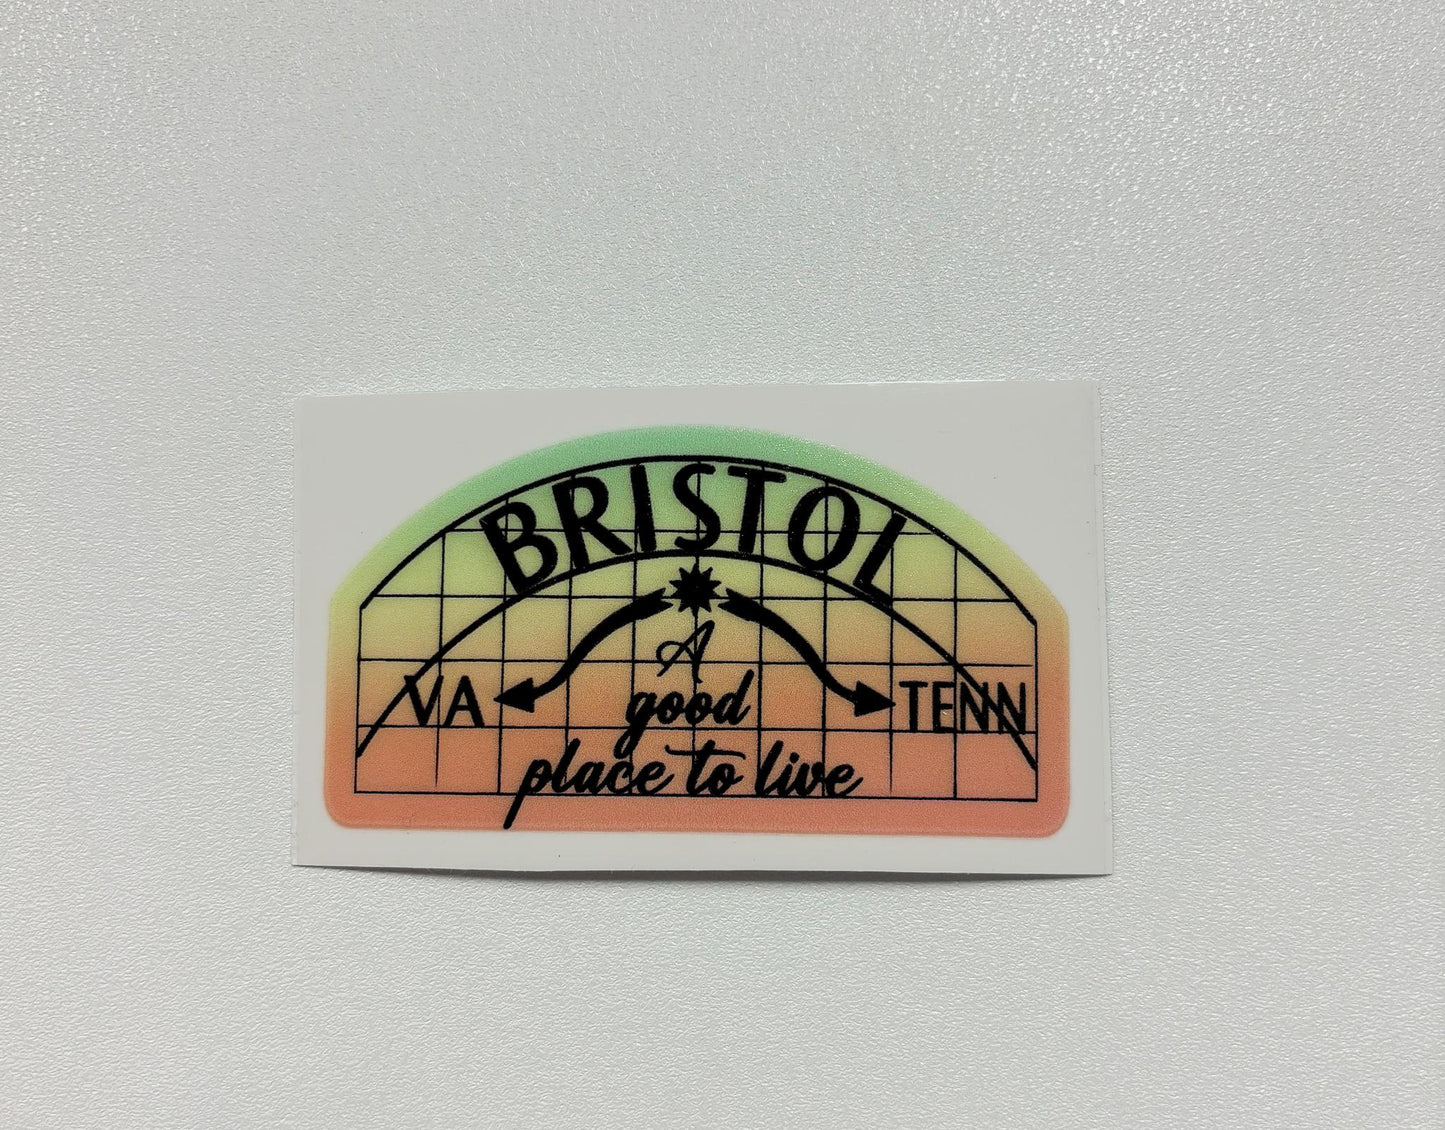 BRISTOL
A
VA good TENN
place to live